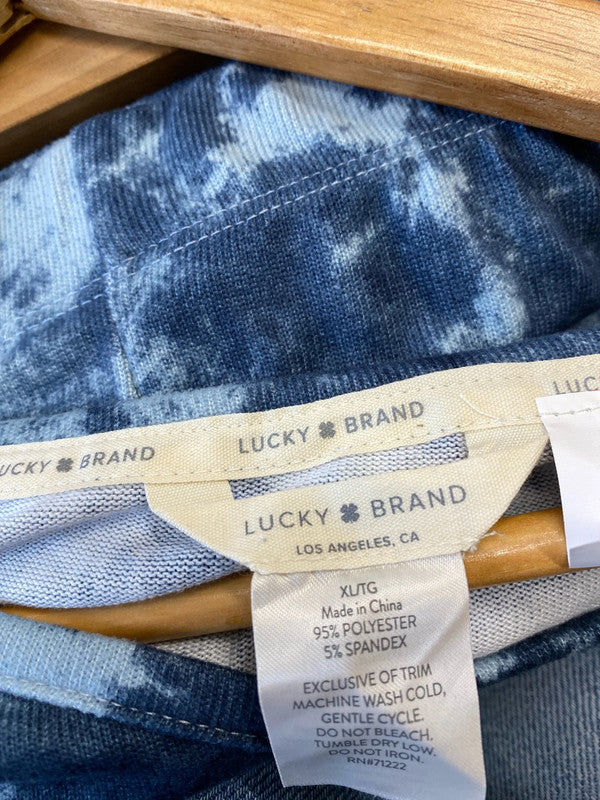 LUCKY BRAND
LUCKY BRAND
LUC
LUCKY BRAND
LOS ANGELES, CA
XL/TG
Made in China
95% POLYESTER
5% SPANDEX
EXCLUSIVE OF TRIM
MACHINE WASH COLD,
GENTLE CYCLE.
DO NOT BLEACH.
TUMBLE DRY LOW.
DO NOT IRON.
RN#71222